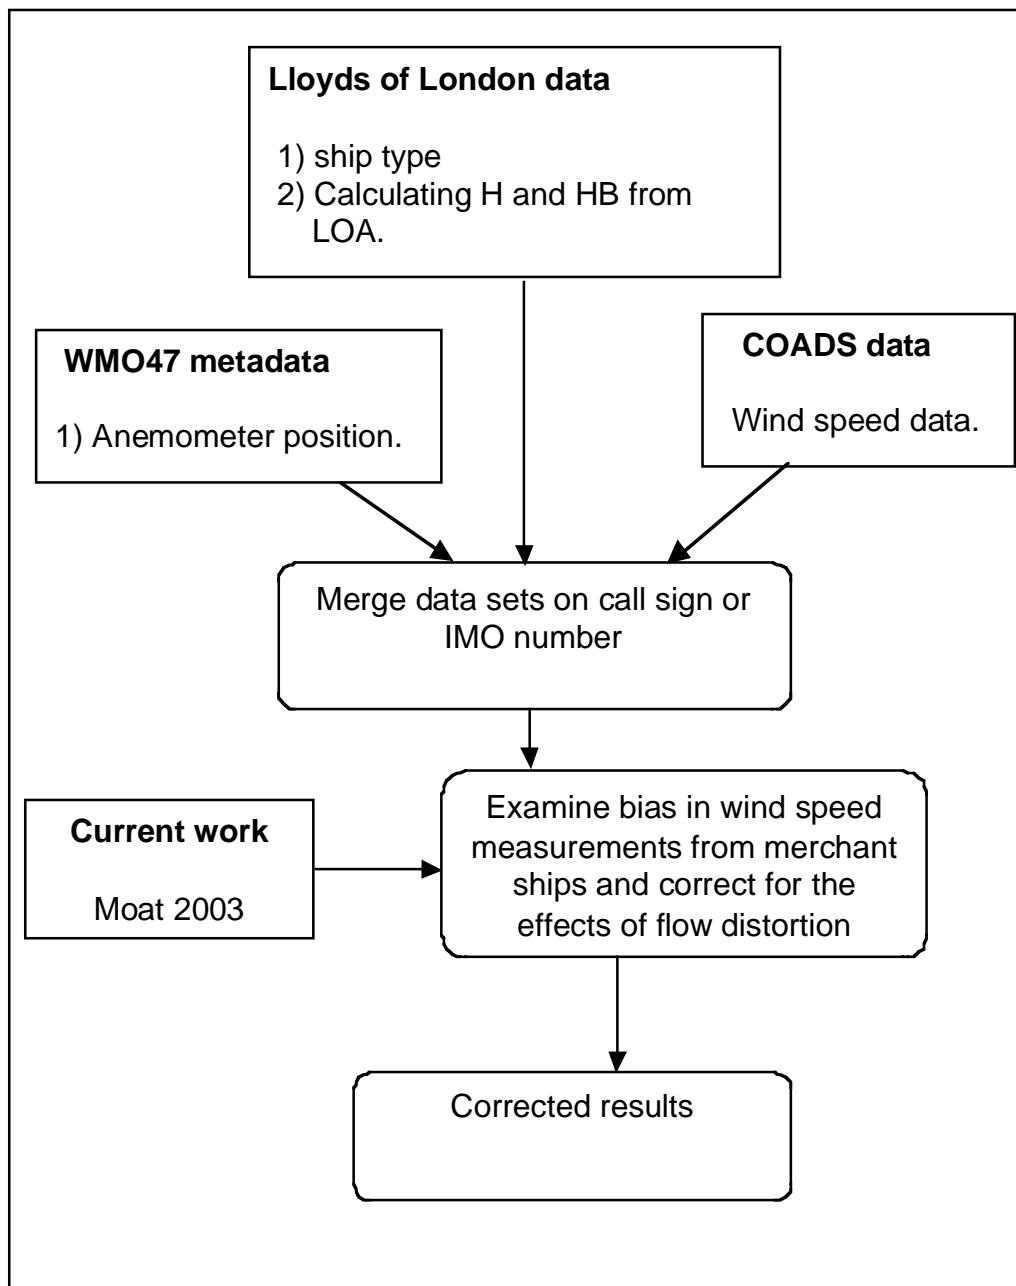 Lloyds of London data
1) ship type
2) Calculating H and HB from
LOA.
WMO47 metadata
1) Anemometer position.
COADS data
Wind speed data.
Merge data sets on call sign or
IMO number
Current work
Moat 2003
Examine bias in wind speed
measurements from merchant
ships and correct for the
effects of flow distortion
Corrected results